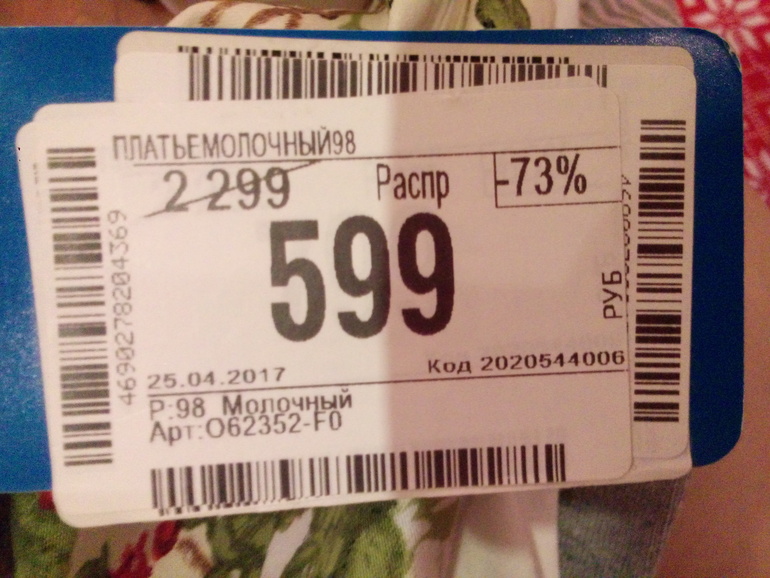 ПЛАТЬЕМОЛОЧНЫЙ98
2 299 Распр -73%
599
РУБ
4690278204369
25.04.2017 Код 2020544006
Р:98 Молочный
Арт:О62352-F0